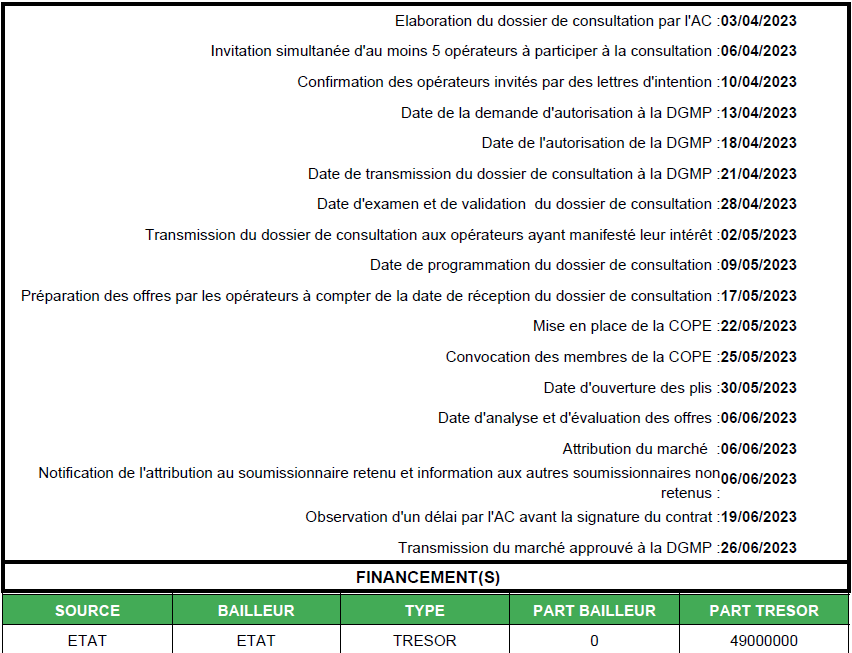 Elaboration du dossier de consultation par l'AC :03/04/2023
Invitation simultanée d'au moins 5 opérateurs à participer à la consultation :06/04/2023
Confirmation des opérateurs invités par des lettres d'intention :10/04/2023
Date de la demande d'autorisation à la DGMP :13/04/2023
Date de l'autorisation de la DGMP :18/04/2023
Date de transmission du dossier de consultation à la DGMP :21/04/2023
Date d'examen et de validation  du dossier de consultation :28/04/2023
Transmission du dossier de consultation aux opérateurs ayant manifesté leur intérêt :02/05/2023
Date de programmation du dossier de consultation :09/05/2023
Préparation des offres par les opérateurs à compter de la date de réception du dossier de consultation :17/05/2023
Mise en place de la COPE :22/05/2023
Convocation des membres de la COPE :25/05/2023
Date d'ouverture des plis :30/05/2023
Date d'analyse et d'évaluation des offres :06/06/2023
Attribution du marché  :06/06/2023
Notification de l'attribution au soumissionnaire retenu et information aux autres soumissionnaires non
retenus :06/06/2023
Observation d'un délai par l'AC avant la signature du contrat :19/06/2023
Transmission du marché approuvé à la DGMP :26/06/2023
FINANCEMENT(S)
SOURCE BAILLEUR TYPE PART BAILLEUR PART TRESOR
ETAT ETAT TRESOR 0 49000000